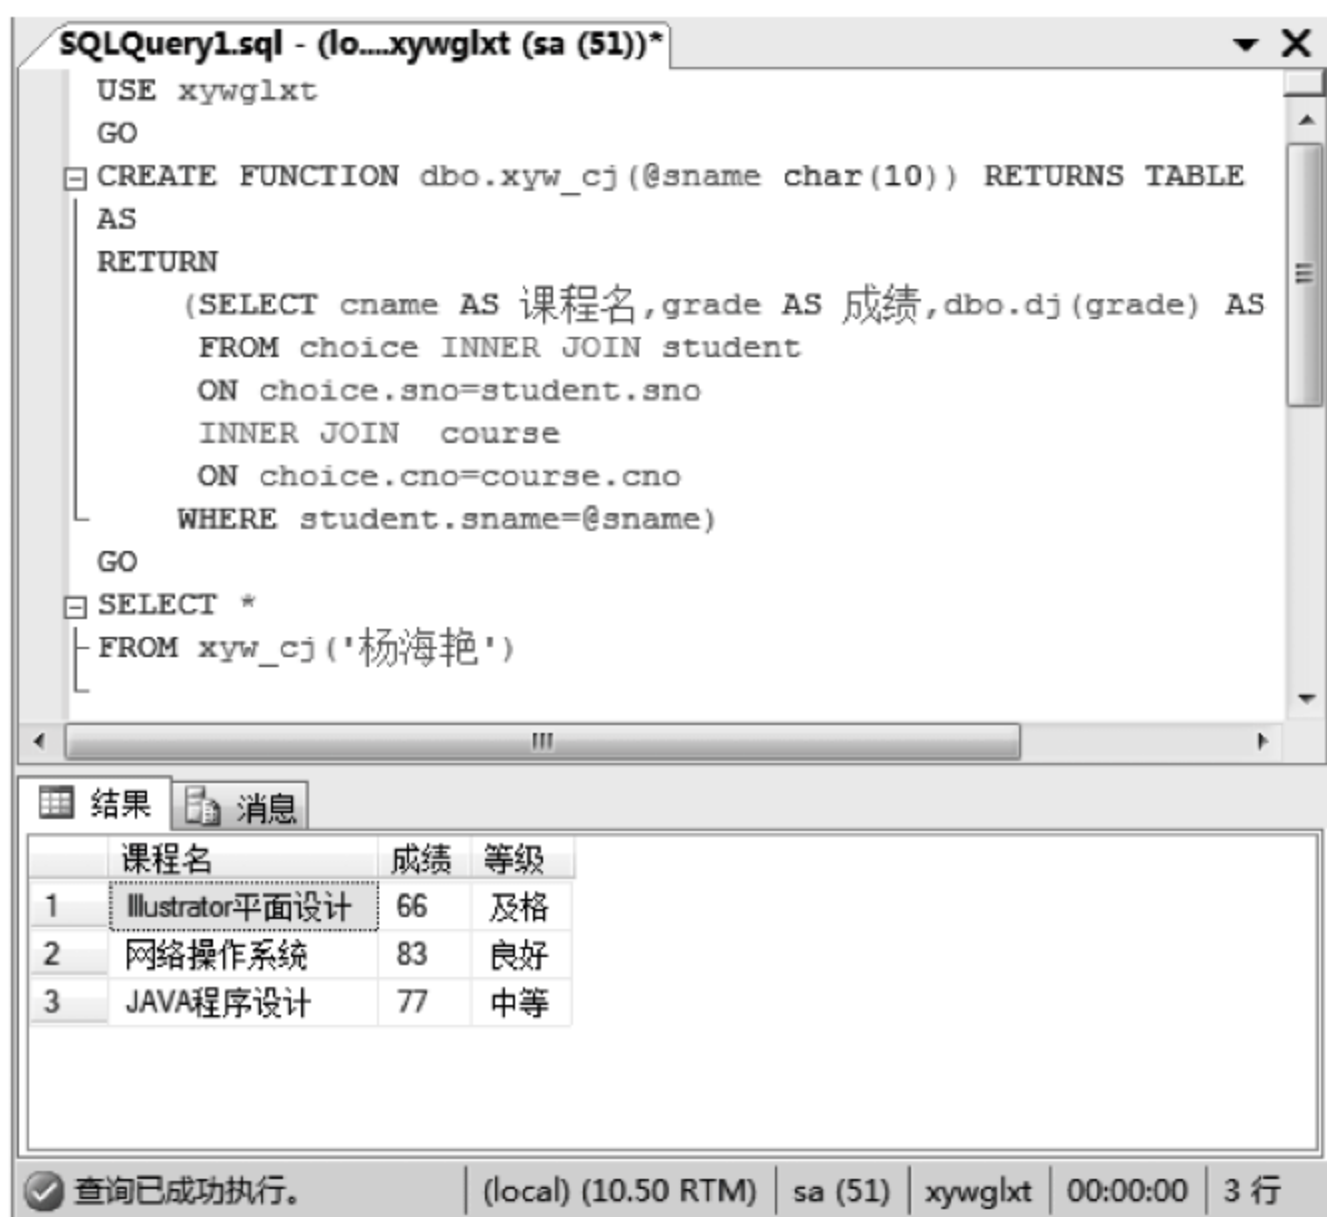 SQLQuery1.sql - (lo....xywglxt (sa (51))*
USE xywglxt
GO
CREATE FUNCTION dbo.xyw_cj(@sname char(10)) RETURNS TABLE
AS
RETURN
(SELECT cname AS 课程名,grade AS 成绩,dbo.dj(grade) AS
FROM choice INNER JOIN student
ON choice.sno=student.sno
INNER JOIN course
ON choice.cno=course.cno
WHERE student.sname=@sname)
GO
SELECT *
FROM xyw_cj('杨海艳')
结果 消息
课程名 成绩 等级
1 Illustrator平面设计 66 及格
2 网络操作系统 83 良好
3 JAVA程序设计 77 中等
查询已成功执行。 (local) (10.50 RTM) sa (51) xywglxt 00:00:00 3 行